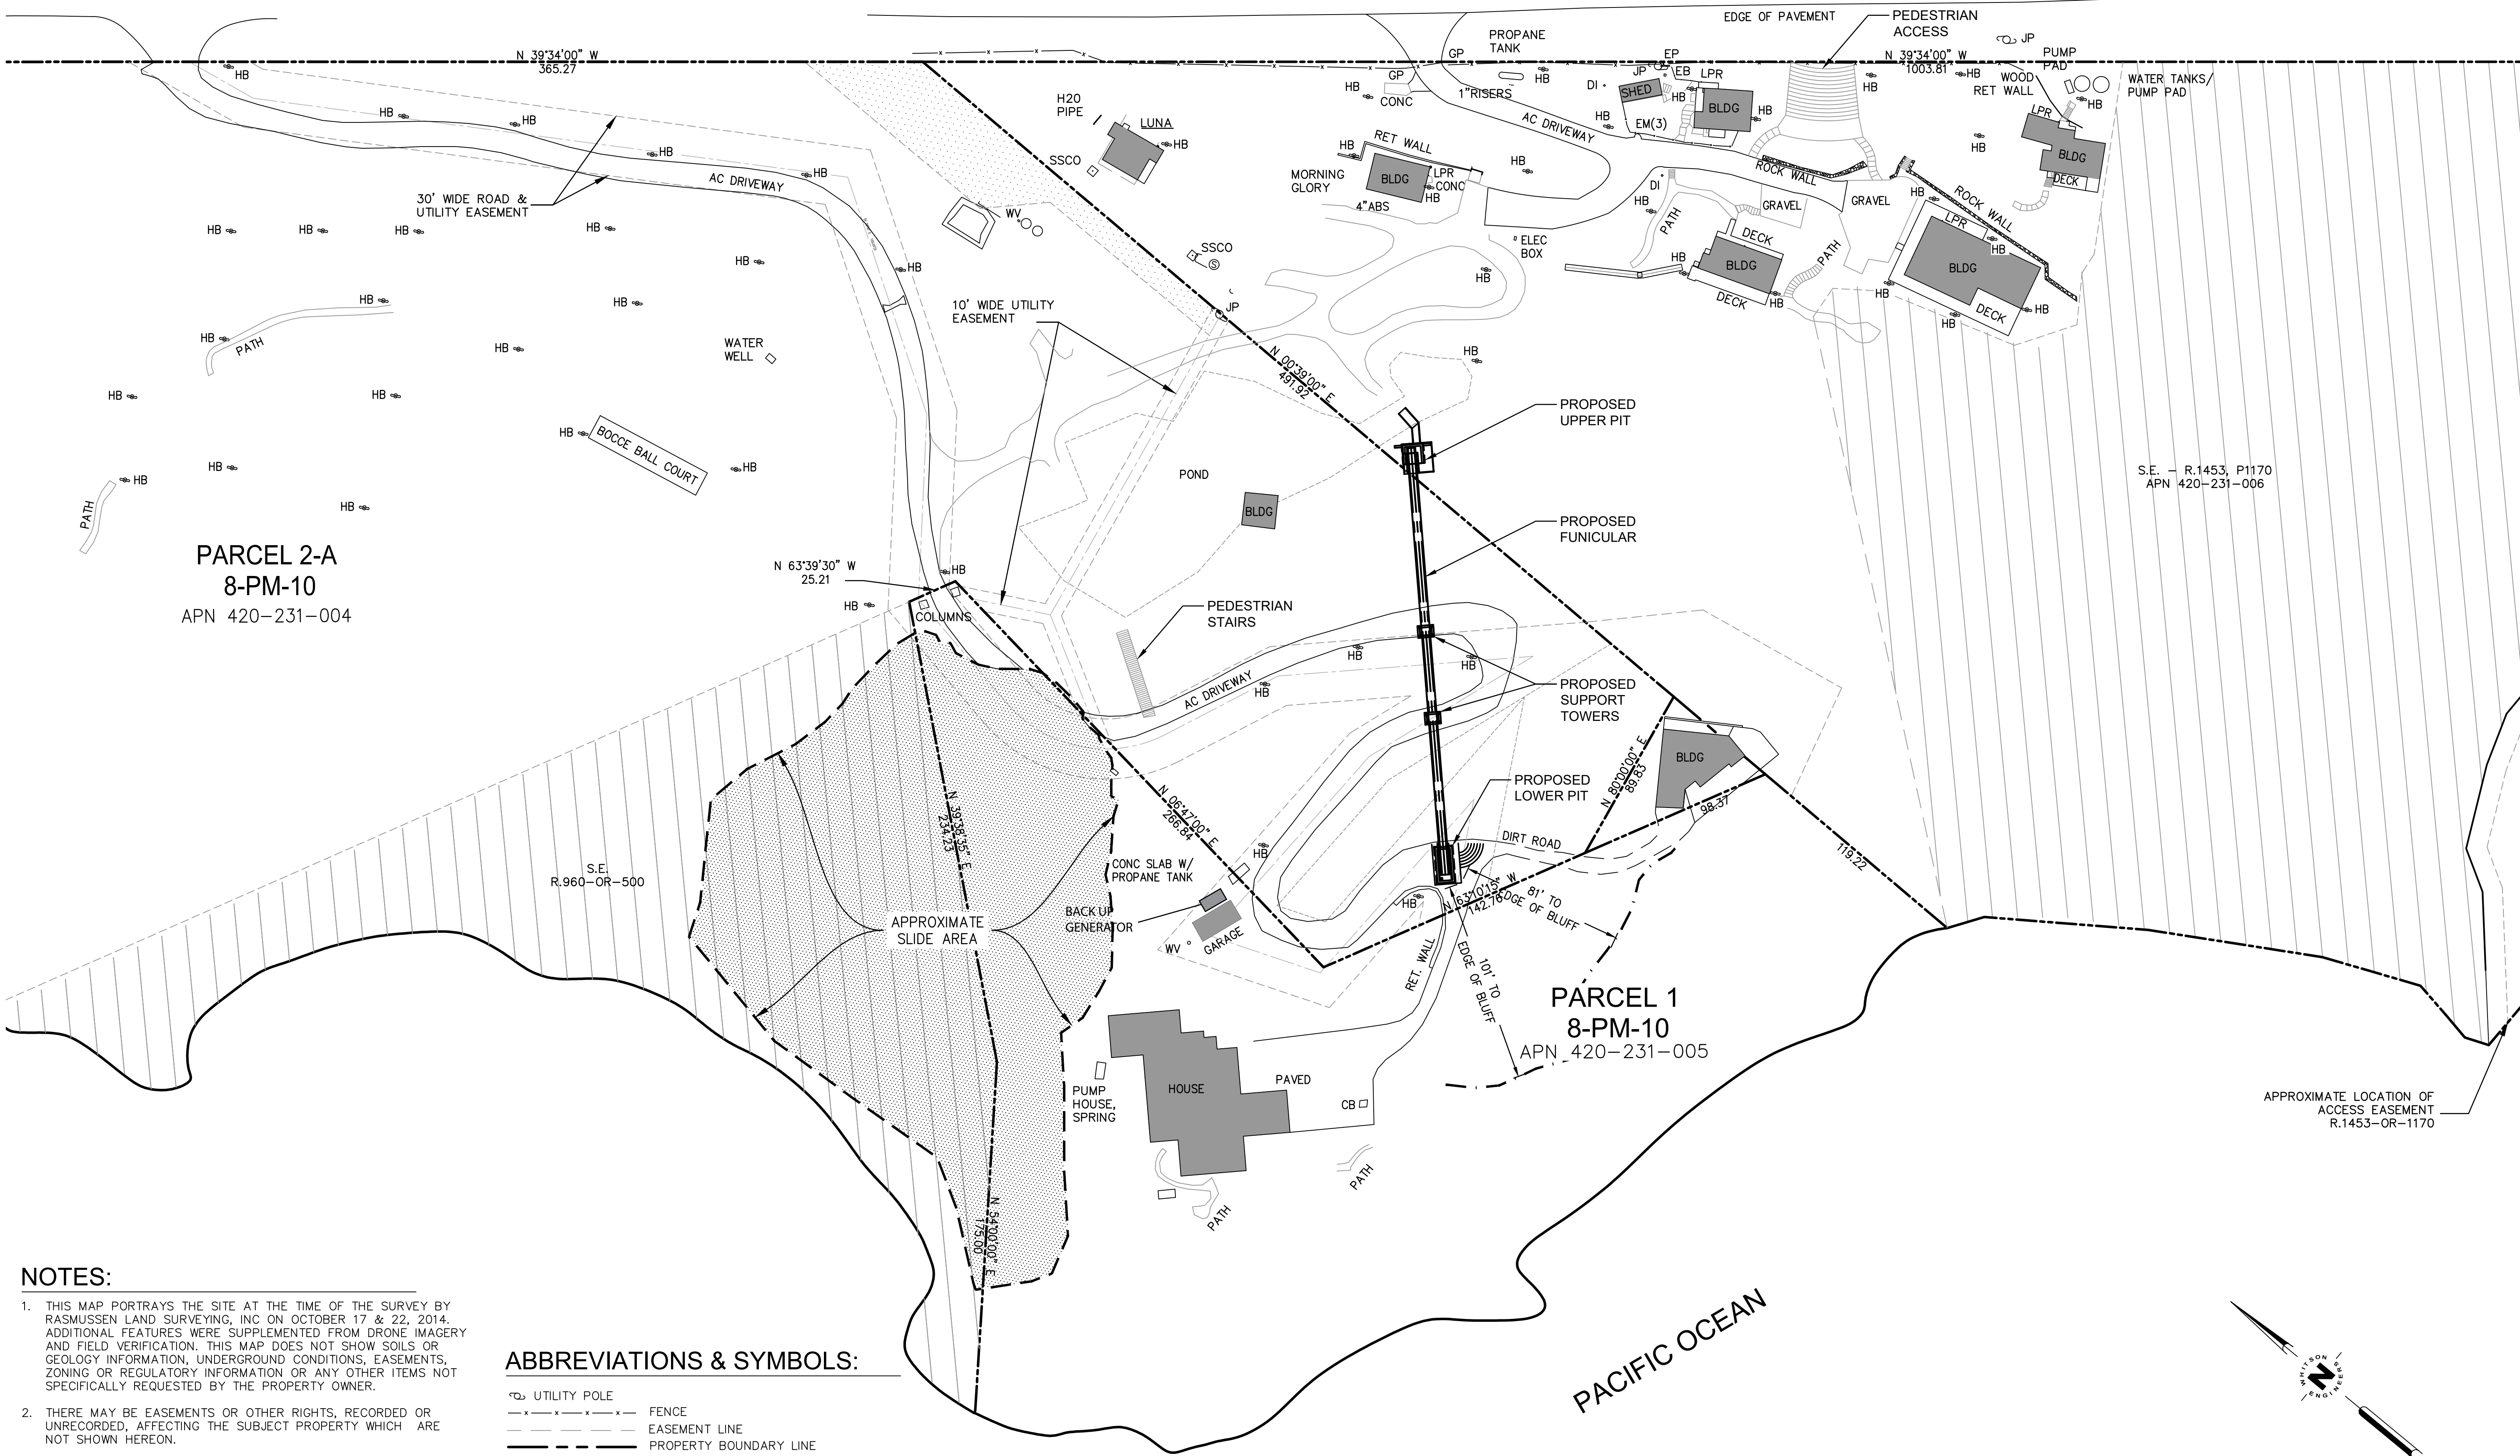 EDGE OF PAVEMENT
PEDESTRIAN
ACCESS
N 39°34'00" W
365.27
N 39°34'00" W
1003.81
JP
PROPANE
TANK
GP
EP
JP
EB
LPR
PUMP
PAD
WOOD
RET WALL
WATER TANKS/
PUMP PAD
HB
HB
HB
HB
HB
H20
PIPE
LUNA
HB
SSCO
HB
GP
CONC
1"RISERS
HB
DI
SHED
HB
BLDG
HB
HB
EM(3)
AC DRIVEWAY
HB
HB
HB
HB
LPR
BLDG
DECK
HB
HB
AC DRIVEWAY
30' WIDE ROAD &
UTILITY EASEMENT
RET WALL
HB
MORNING
GLORY
BLDG
LPR
CONC
HB
4"ABS
HB
ROCK WALL
DI
HB
PATH
GRAVEL
GRAVEL
HB
ROCK WALL
LPR
HB
BLDG
DECK
HB
HB
HB
DECK
BLDG
DECK
HB
HB
PATH
WV
SSCO
S
JP
ELEC
BOX
HB
HB
HB
HB
HB
HB
HB
HB
HB
HB
PATH
HB
WATER
WELL
10' WIDE UTILITY
EASEMENT
N 00°39'00" E
491.92
HB
HB
HB
HB
BOCCE BALL COURT
HB
HB
HB
PATH
HB
PROPOSED
UPPER PIT
POND
BLDG
PROPOSED
FUNICULAR
S.E. – R.1453, P1170
APN 420–231–006
PARCEL 2-A
8-PM-10
APN 420–231–004
N 63°39'30" W
25.21
HB
HB
COLUMNS
PEDESTRIAN
STAIRS
AC DRIVEWAY
HB
HB
HB
PROPOSED
SUPPORT
TOWERS
BLDG
N 80°00'00" E
89.83
98.37
119.22
PROPOSED
LOWER PIT
DIRT ROAD
N 06°47'00" E
266.84
N 39°38'35" E
234.23
S.E.
R.960–OR–500
CONC SLAB W/
PROPANE TANK
HB
BACK UP
GENERATOR
APPROXIMATE
SLIDE AREA
WV
GARAGE
HB
N 63°10'15" W
142.76
81' TO
EDGE OF BLUFF
RET. WALL
101' TO
EDGE OF BLUFF
PARCEL 1
8-PM-10
APN 420–231–005
HOUSE
PAVED
PUMP
HOUSE,
SPRING
CB
PATH
PATH
N 54°00'00" E
175.00
APPROXIMATE LOCATION OF
ACCESS EASEMENT
R.1453–OR–1170
PACIFIC OCEAN
WHITSON ENGINEERS
N
NOTES:
1. THIS MAP PORTRAYS THE SITE AT THE TIME OF THE SURVEY BY
RASMUSSEN LAND SURVEYING, INC ON OCTOBER 17 & 22, 2014.
ADDITIONAL FEATURES WERE SUPPLEMENTED FROM DRONE IMAGERY
AND FIELD VERIFICATION. THIS MAP DOES NOT SHOW SOILS OR
GEOLOGY INFORMATION, UNDERGROUND CONDITIONS, EASEMENTS,
ZONING OR REGULATORY INFORMATION OR ANY OTHER ITEMS NOT
SPECIFICALLY REQUESTED BY THE PROPERTY OWNER.
2. THERE MAY BE EASEMENTS OR OTHER RIGHTS, RECORDED OR
UNRECORDED, AFFECTING THE SUBJECT PROPERTY WHICH ARE
NOT SHOWN HEREON.
ABBREVIATIONS & SYMBOLS:
UTILITY POLE
FENCE
EASEMENT LINE
PROPERTY BOUNDARY LINE